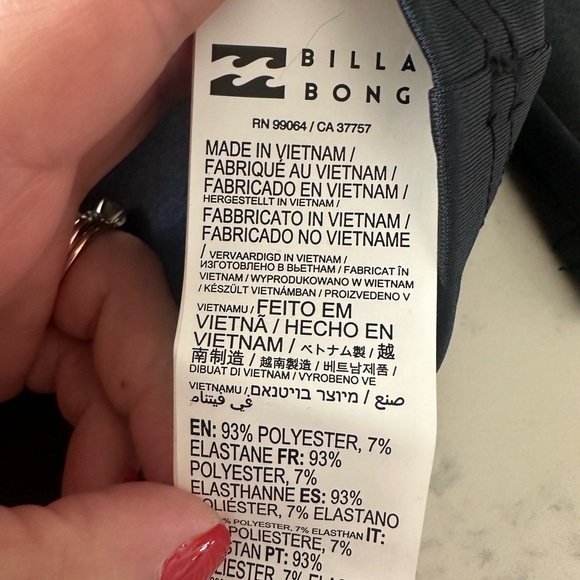 BILLA
BONG
RN 99064 / CA 37757
MADE IN VIETNAM /
FABRIQUÉ AU VIETNAM /
FABRICADO EN VIETNAM /
HERGESTELLT IN VIETNAM /
FABBRICATO IN VIETNAM /
FABRICADO NO VIETNAME
/ VERVAARDIGD IN VIETNAM /
ИЗГОТОВЛЕНО В ВЬЕТНАМ / FABRICAT ÎN
VIETNAM / WYPRODUKOWANO W WIETNAM
/ KÉSZÜLT VIETNÁMBAN / PROIZVEDENO V
VIETNAMU / FEITO EM
VIETNÃ / HECHO EN
VIETNAM / ベトナム製 / 越
南制造 / 越南製造 / 베트남제품 /
DIBUAT DI VIETNAM / VYROBENO VE
VIETNAMU / מיוצר בויטנאם / صنع
في فيتنام
EN: 93% POLYESTER, 7%
ELASTANE FR: 93%
POLYESTER, 7%
ELASTHANNE ES: 93%
POLIÉSTER, 7% ELASTANO
% POLYESTER, 7% ELASTHAN IT:
POLIESTERE, 7%
PT: 93%